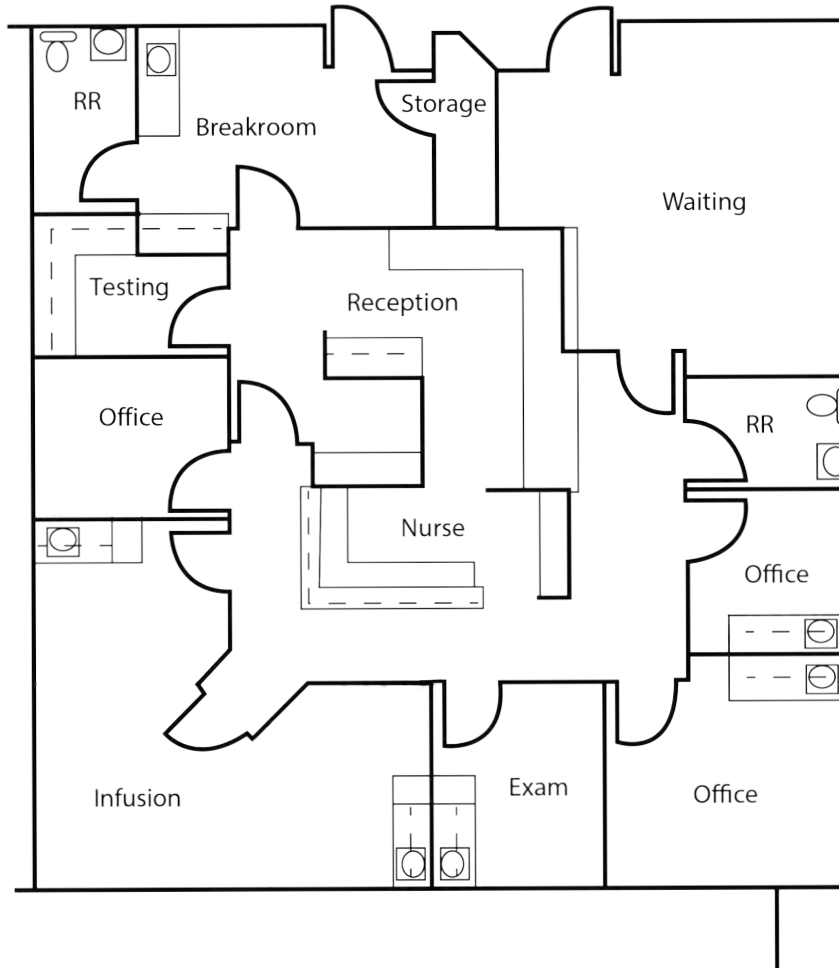 RR
Breakroom
Storage
Waiting
Testing
Reception
Office
RR
Nurse
Office
Infusion
Exam
Office